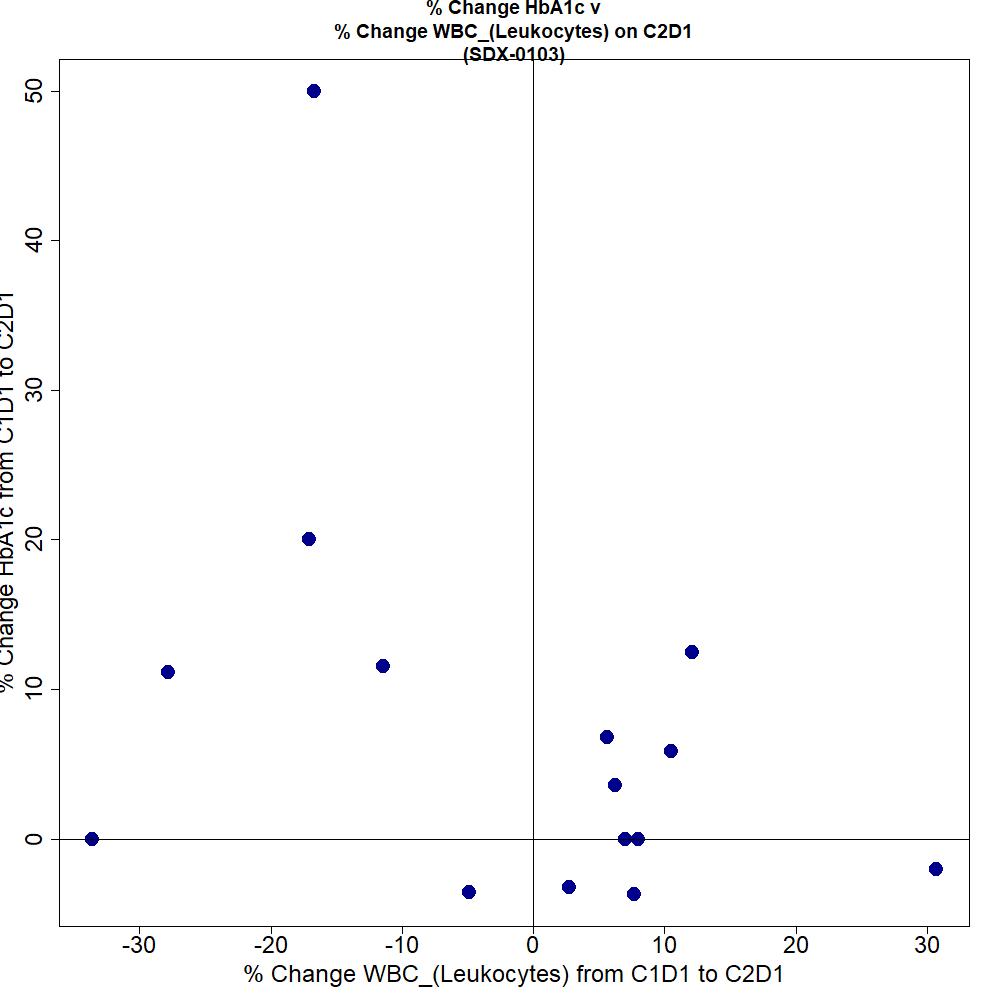 % Change HbA1c v
% Change WBC_(Leukocytes) on C2D1
(SDX-0103)
50
40
30
20
10
0
% Change HbA1c from C1D1 to C2D1
-30
-20
-10
0
10
20
30
% Change WBC_(Leukocytes) from C1D1 to C2D1